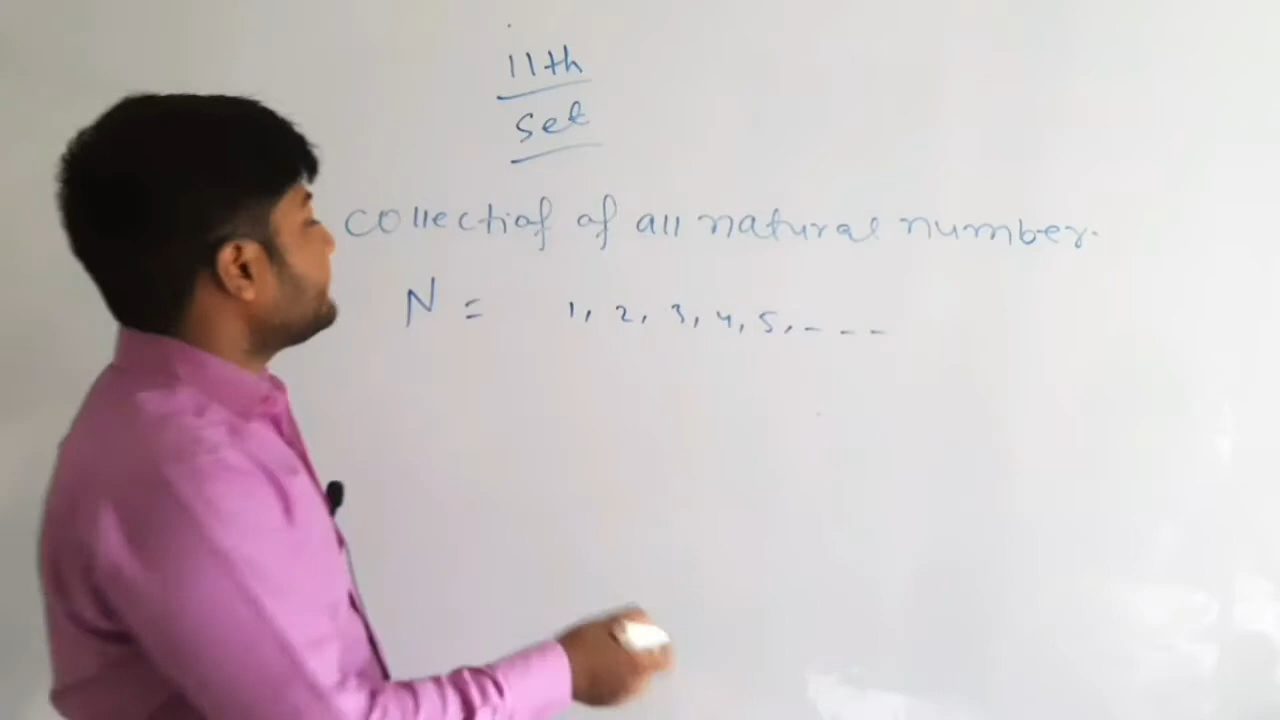 11th
Set
collectiof of all natural number.
N = 1, 2, 3, 4, 5, - - -